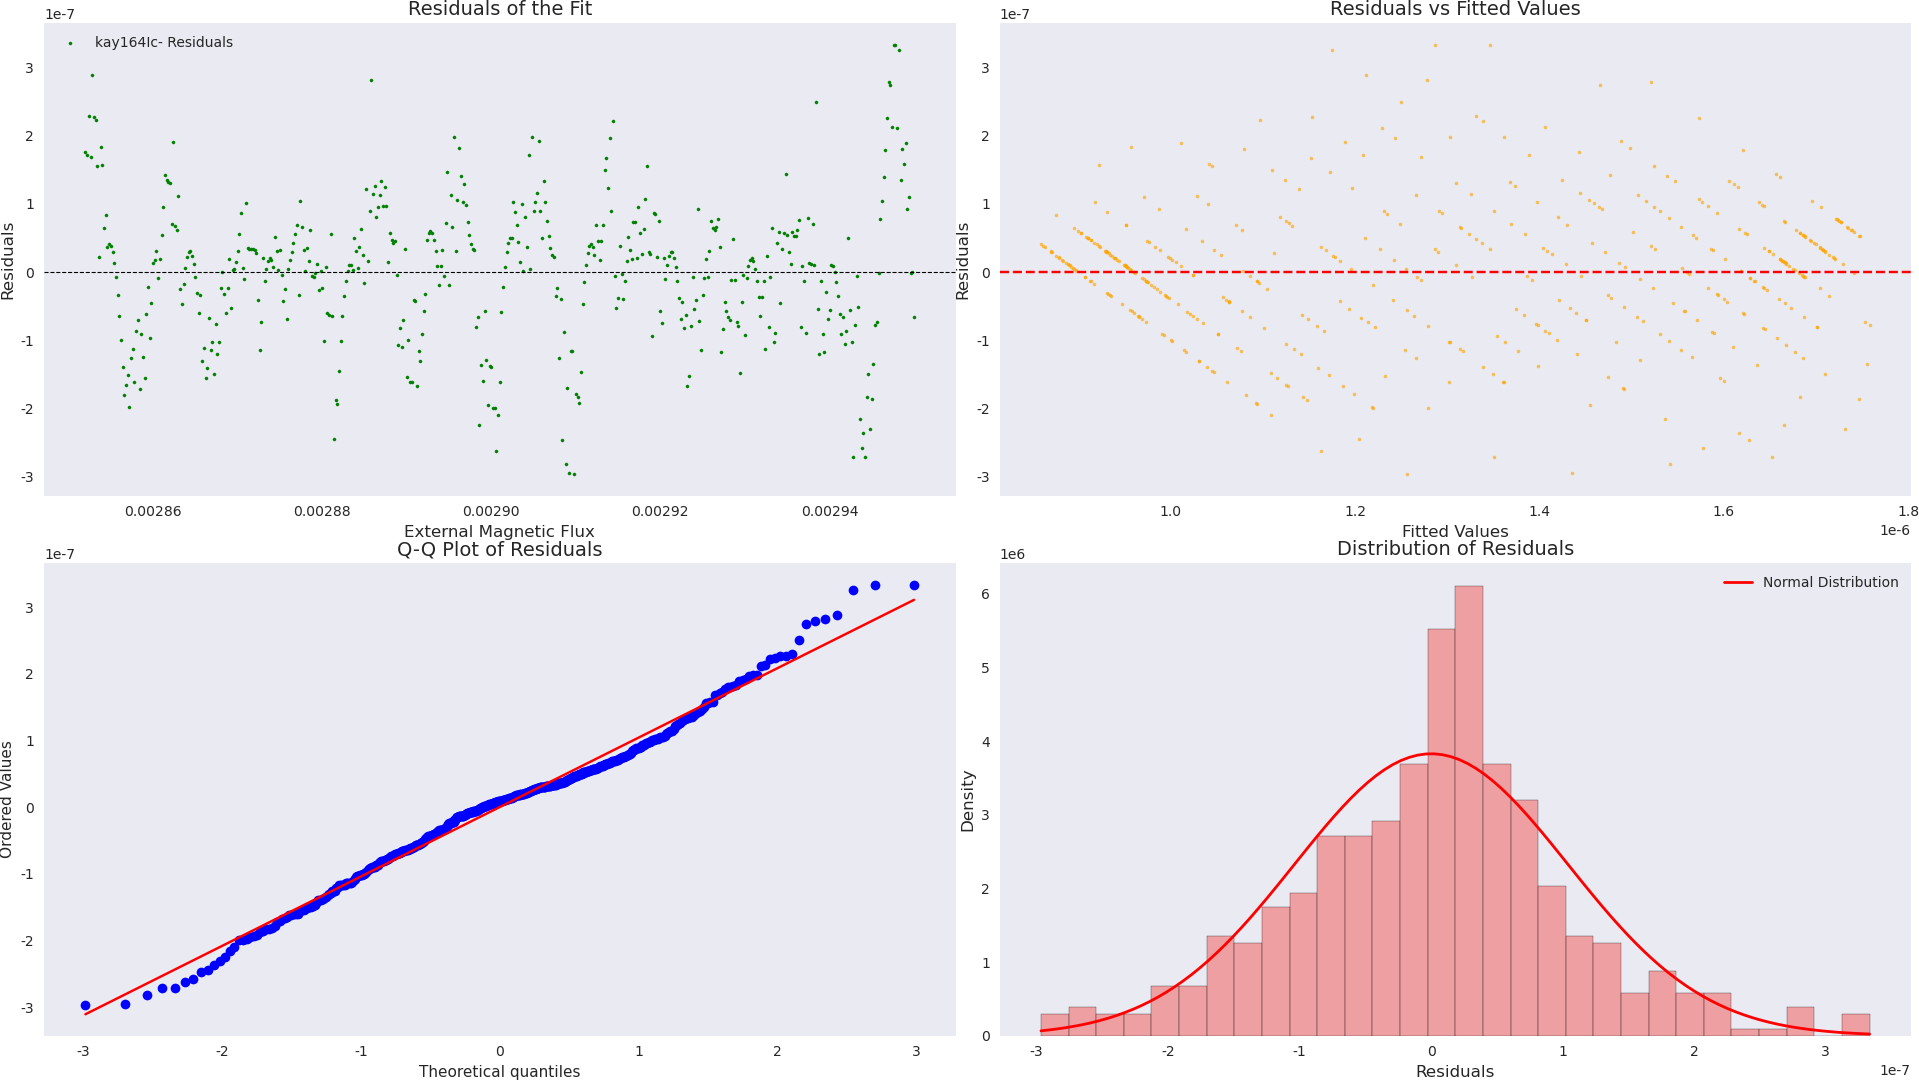 Residuals of the Fit
1e-7
kay164Ic- Residuals
3
2
1
0
-1
-2
-3
Residuals
0.00286
0.00288
0.00290
0.00292
0.00294
External Magnetic Flux
Residuals vs Fitted Values
1e-7
3
2
1
0
-1
-2
-3
Residuals
1.0
1.2
1.4
1.6
1.8
1e-6
Fitted Values
Q-Q Plot of Residuals
1e-7
3
2
1
0
-1
-2
-3
Ordered Values
-3
-2
-1
0
1
2
3
Theoretical quantiles
Distribution of Residuals
1e6
Normal Distribution
6
5
4
3
2
1
0
Density
-3
-2
-1
0
1
2
3
1e-7
Residuals